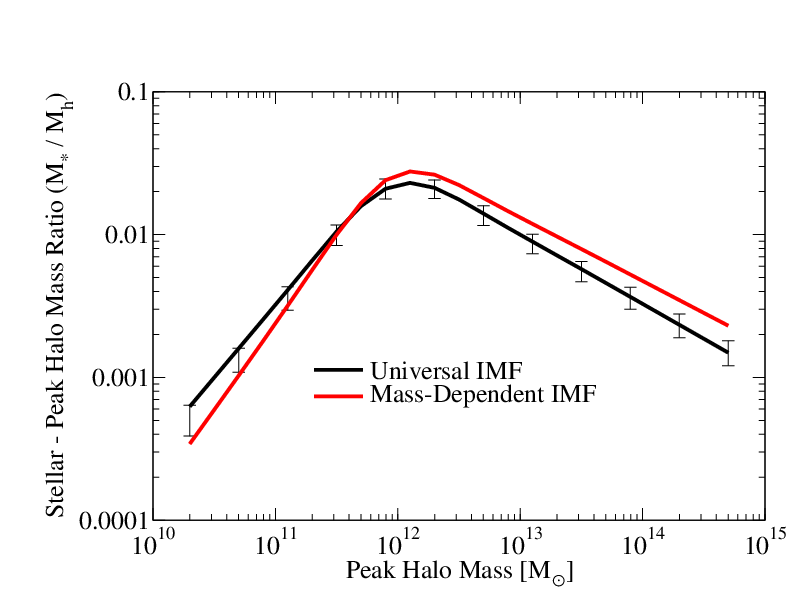 Stellar - Peak Halo Mass Ratio (M* / Mh)
0.1
0.01
0.001
0.0001
Universal IMF
Mass-Dependent IMF
10^10 10^11 10^12 10^13 10^14 10^15
Peak Halo Mass [M⊙]